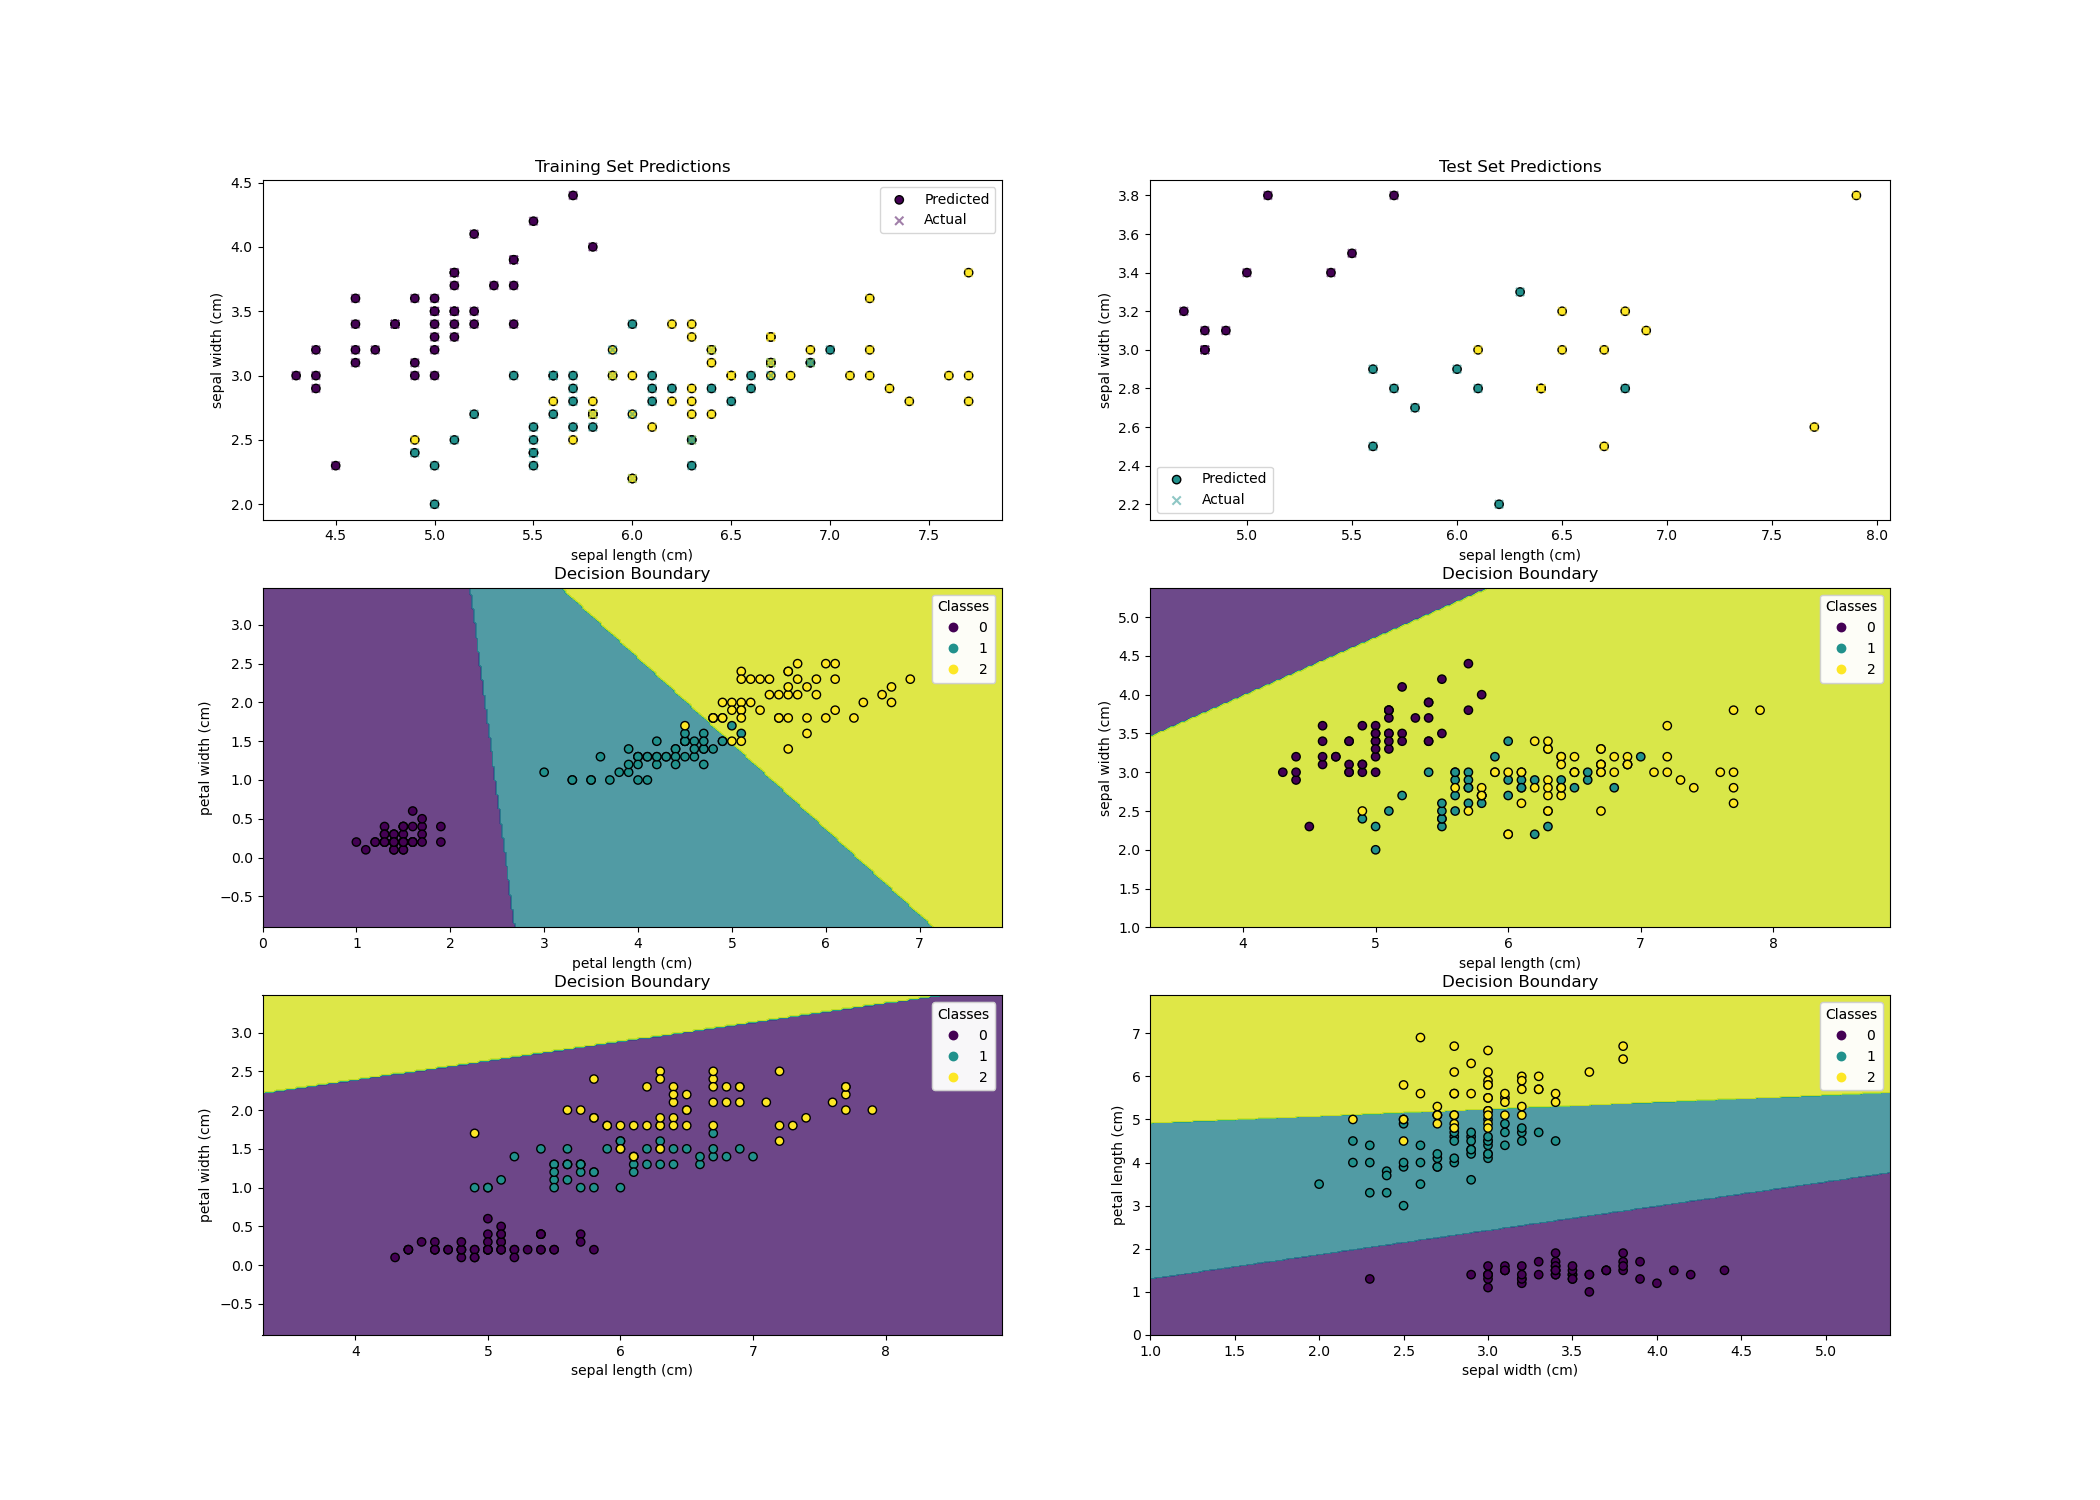 Training Set Predictions
4.5
4.0
3.5
3.0
2.5
2.0
sepal width (cm)
Predicted
Actual
4.5 5.0 5.5 6.0 6.5 7.0 7.5
sepal length (cm)
Test Set Predictions
3.8
3.6
3.4
3.2
3.0
2.8
2.6
2.4
2.2
sepal width (cm)
Predicted
Actual
5.0 5.5 6.0 6.5 7.0 7.5 8.0
sepal length (cm)
Decision Boundary
3.0
2.5
2.0
1.5
1.0
0.5
0.0
−0.5
petal width (cm)
Classes
0
1
2
0 1 2 3 4 5 6 7
petal length (cm)
Decision Boundary
5.0
4.5
4.0
3.5
3.0
2.5
2.0
1.5
1.0
sepal width (cm)
Classes
0
1
2
4 5 6 7 8
sepal length (cm)
Decision Boundary
3.0
2.5
2.0
1.5
1.0
0.5
0.0
−0.5
petal width (cm)
Classes
0
1
2
4 5 6 7 8
sepal length (cm)
Decision Boundary
7
6
5
4
3
2
1
0
petal length (cm)
Classes
0
1
2
1.0 1.5 2.0 2.5 3.0 3.5 4.0 4.5 5.0
sepal width (cm)